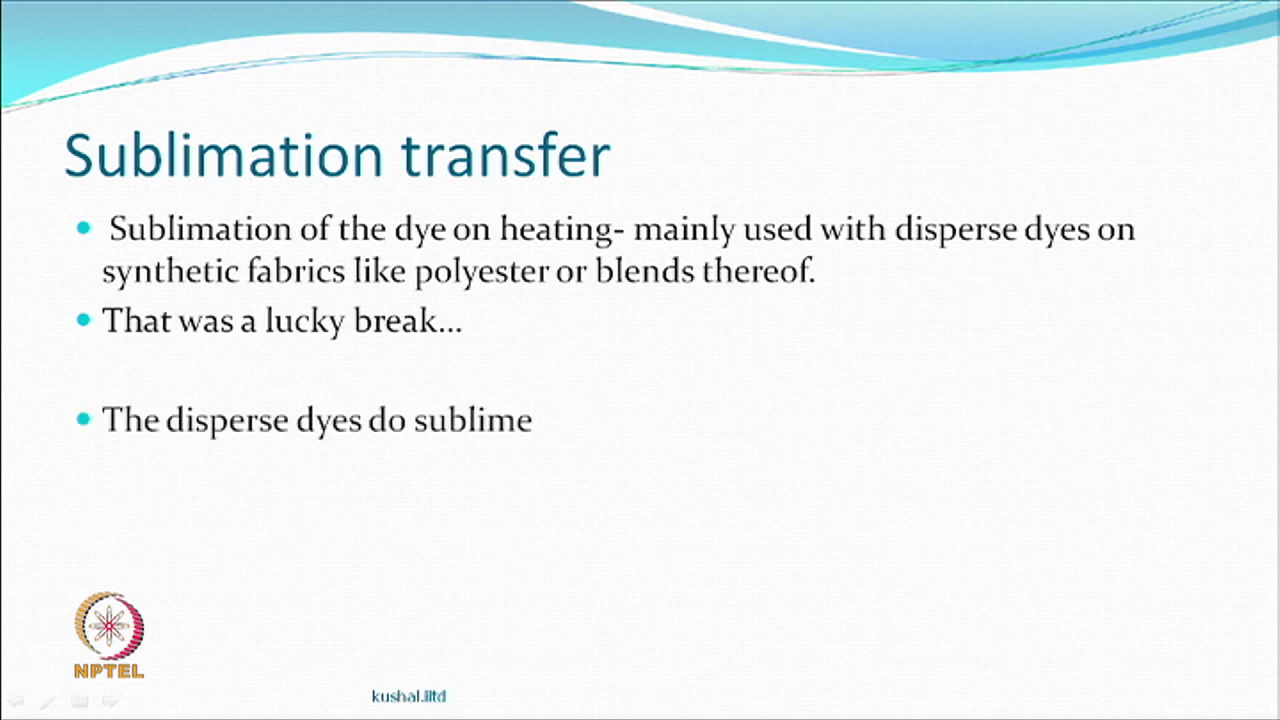 Sublimation transfer
• Sublimation of the dye on heating- mainly used with disperse dyes on
synthetic fabrics like polyester or blends thereof.
• That was a lucky break...
• The disperse dyes do sublime
NPTEL
kushal.iitd